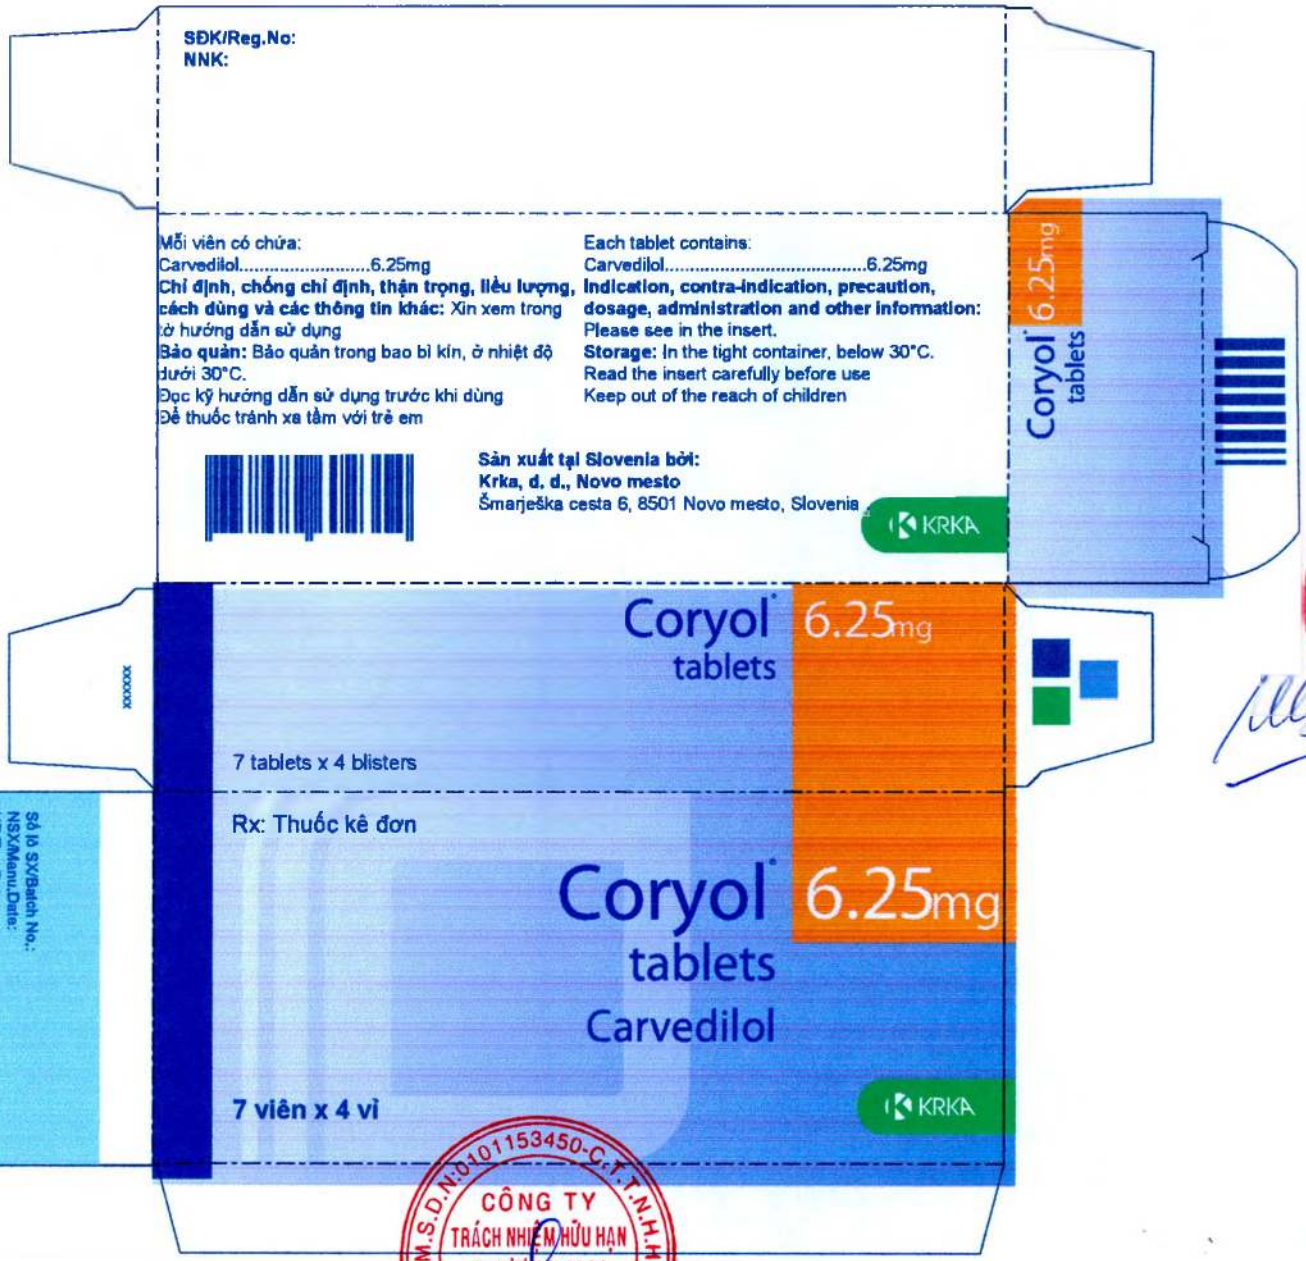 SĐK/Reg.No:
NNK:
Mỗi viên có chứa:
Carvedilol..........................6.25mg
Chỉ định, chống chỉ định, thận trọng, liều lượng,
cách dùng và các thông tin khác: Xin xem trong
tờ hướng dẫn sử dụng
Bảo quản: Bảo quản trong bao bì kín, ở nhiệt độ
dưới 30°C.
Đọc kỹ hướng dẫn sử dụng trước khi dùng
Để thuốc tránh xa tầm với trẻ em
Each tablet contains:
Carvedilol........................................6.25mg
Indication, contra-indication, precaution,
dosage, administration and other information:
Please see in the insert.
Storage: In the tight container, below 30°C.
Read the insert carefully before use
Keep out of the reach of children
Sản xuất tại Slovenia bởi:
Krka, d. d., Novo mesto
Šmarješka cesta 6, 8501 Novo mesto, Slovenia
KRKA
Coryol® 6.25mg
tablets
Coryol® 6.25mg
tablets
xxxxxx
7 tablets x 4 blisters
Rx: Thuốc kê đơn
Coryol® 6.25mg
tablets
Carvedilol
7 viên x 4 vỉ
KRKA
Số lô SX/Batch No.:
NSX/Manu.Date:
M.S.D.N:0101153450-C.T.T.N.H.H
CÔNG TY
TRÁCH NHIỆM HỮU HẠN